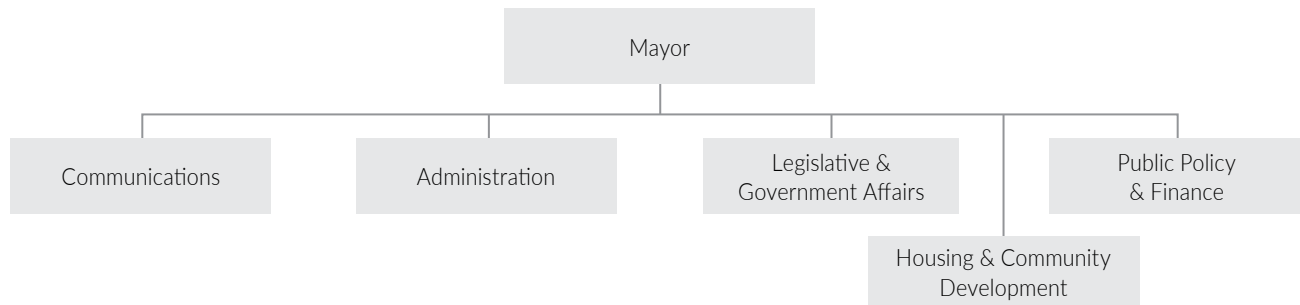 Mayor
Communications
Administration
Legislative &
Government Affairs
Public Policy
& Finance
Housing & Community
Development